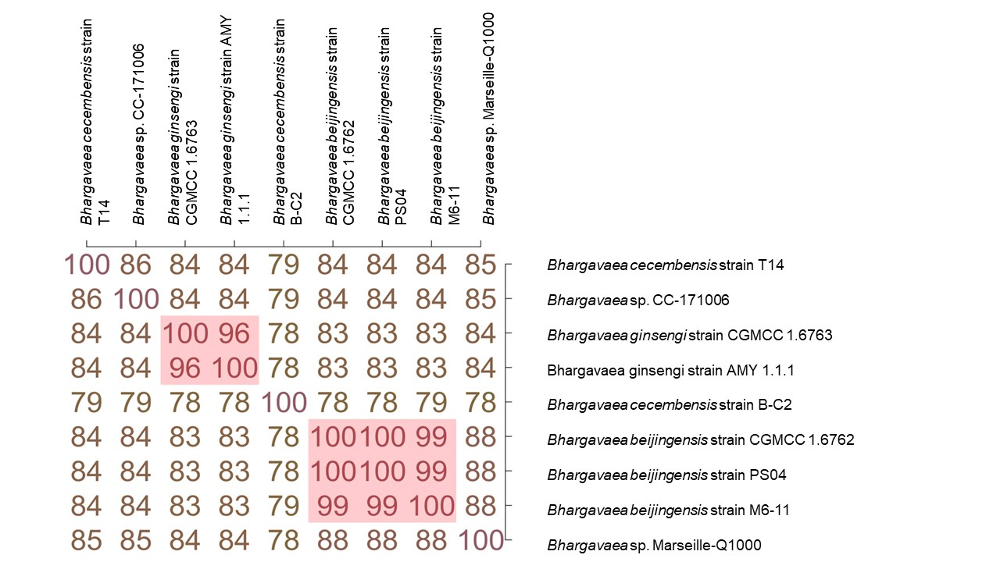 Bhargavaea cecembensis strain
T14
Bhargavaea sp. CC-171006
Bhargavaea ginsengi strain
CGMCC 1.6763
Bhargavaea ginsengi strain AMY
1.1.1
Bhargavaea cecembensis strain
B-C2
Bhargavaea beijingensis strain
CGMCC 1.6762
Bhargavaea beijingensis strain
PS04
Bhargavaea beijingensis strain
M6-11
Bhargavaea sp. Marseille-Q1000
100 86 84 84 79 84 84 84 85 Bhargavaea cecembensis strain T14
86 100 84 84 79 84 84 84 85 Bhargavaea sp. CC-171006
84 84 100 96 78 83 83 83 84 Bhargavaea ginsengi strain CGMCC 1.6763
84 84 96 100 78 83 83 83 84 Bhargavaea ginsengi strain AMY 1.1.1
79 79 78 78 100 78 78 79 78 Bhargavaea cecembensis strain B-C2
84 84 83 83 78 100 100 99 88 Bhargavaea beijingensis strain CGMCC 1.6762
84 84 83 83 78 100 100 99 88 Bhargavaea beijingensis strain PS04
84 84 83 83 79 99 99 100 88 Bhargavaea beijingensis strain M6-11
85 85 84 84 78 88 88 88 100 Bhargavaea sp. Marseille-Q1000